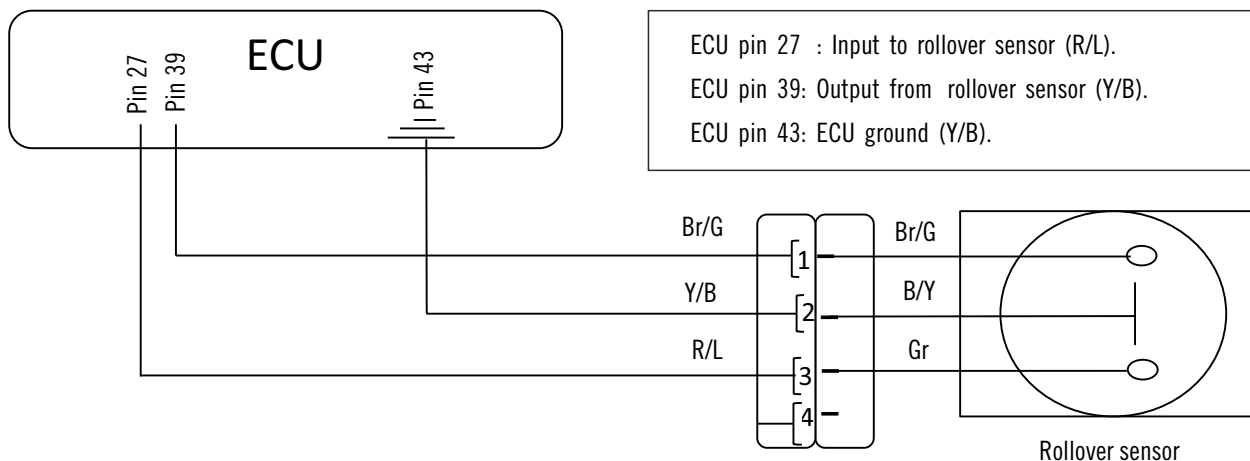 ECU
Pin 27
Pin 39
Pin 43
ECU pin 27 : Input to rollover sensor (R/L).
ECU pin 39: Output from rollover sensor (Y/B).
ECU pin 43: ECU ground (Y/B).
Br/G
1
Br/G
Y/B
2
B/Y
R/L
3
Gr
4
Rollover sensor